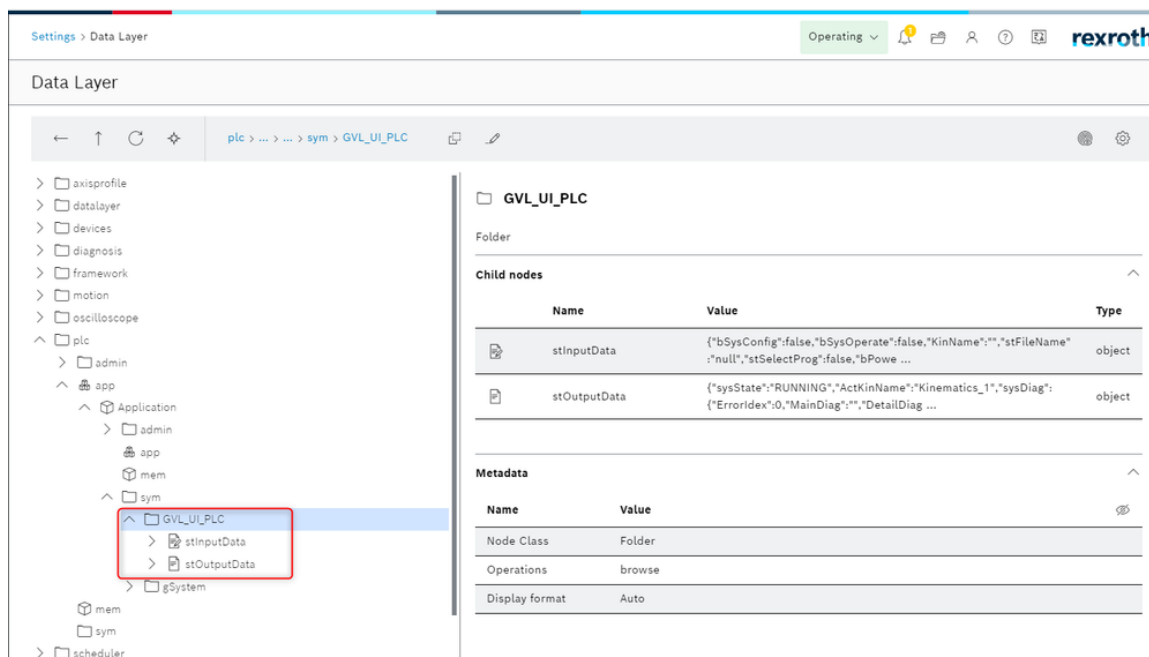 Settings > Data Layer
Operating
1
rexroth
Data Layer
plc > ... > ... > sym > GVL_UI_PLC
axisprofile
datalayer
devices
diagnosis
framework
motion
oscilloscope
plc
admin
app
Application
admin
app
mem
sym
GVL_UI_PLC
stInputData
stOutputData
gSystem
mem
sym
scheduler
GVL_UI_PLC
Folder
Child nodes
Name Value Type
stInputData {"bSysConfig":false,"bSysOperate":false,"KinName":"","stFileName" object
:"null","stSelectProg":false,"bPowe ...
stOutputData {"sysState":"RUNNING","ActKinName":"Kinematics_1","sysDiag": object
{"ErrorIdex":0,"MainDiag":"","DetailDiag ...
Metadata
Name Value
Node Class Folder
Operations browse
Display format Auto